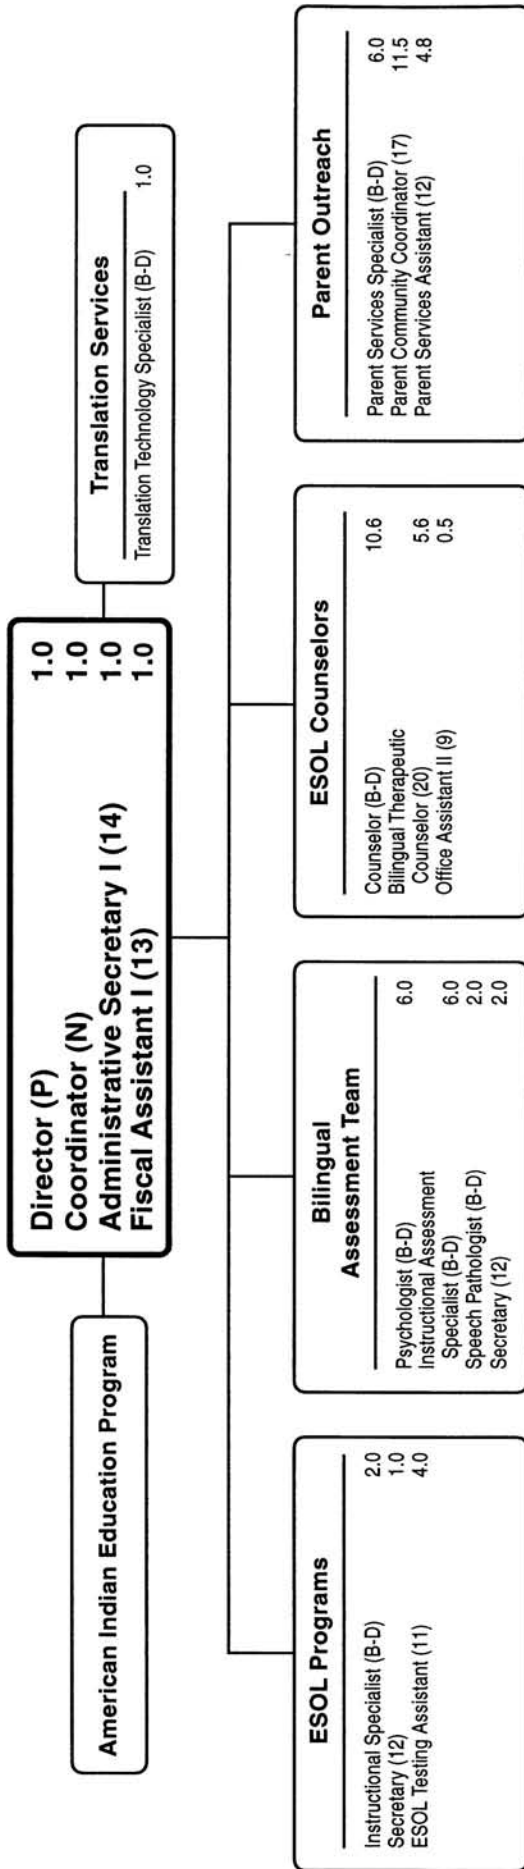 Director (P) 1.0
Coordinator (N) 1.0
Administrative Secretary I (14) 1.0
Fiscal Assistant I (13) 1.0
American Indian Education Program
Translation Services
Translation Technology Specialist (B-D) 1.0
ESOL Programs
Instructional Specialist (B-D) 2.0
Secretary (12) 1.0
ESOL Testing Assistant (11) 4.0
Bilingual
Assessment Team
Psychologist (B-D) 6.0
Instructional Assessment
Specialist (B-D) 6.0
Speech Pathologist (B-D) 2.0
Secretary (12) 2.0
ESOL Counselors
Counselor (B-D) 10.6
Bilingual Therapeutic
Counselor (20) 5.6
Office Assistant II (9) 0.5
Parent Outreach
Parent Services Specialist (B-D) 6.0
Parent Community Coordinator (17) 11.5
Parent Services Assistant (12) 4.8